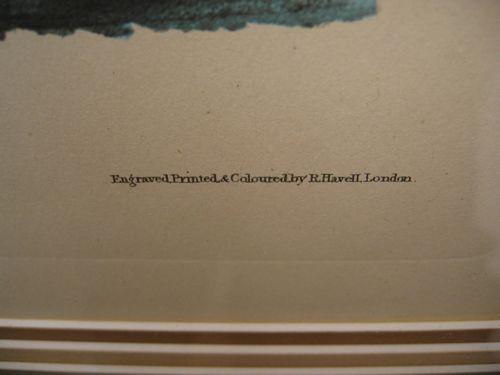 Engraved, Printed, & Coloured, by R. Havell, London.